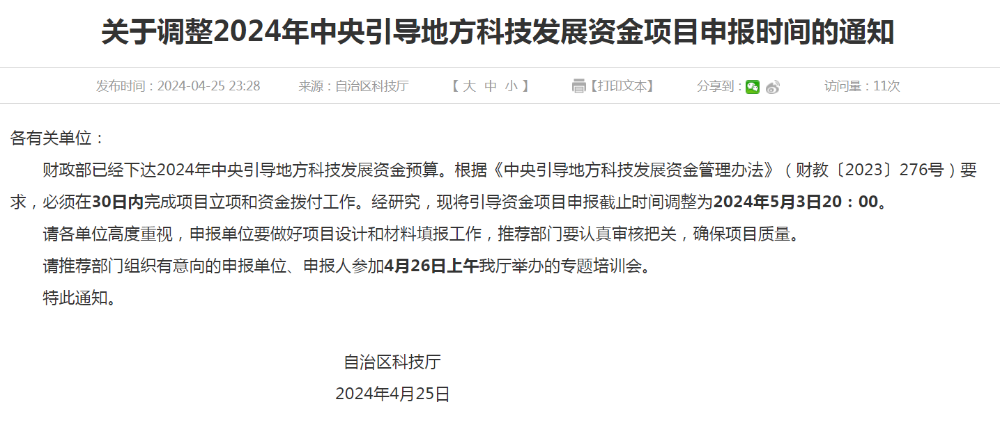 关于调整2024年中央引导地方科技发展资金项目申报时间的通知
发布时间：2024-04-25 23:28 来源：自治区科技厅 【 大 中 小 】 【打印文本】 分享到： 访问量：11次
各有关单位：
财政部已经下达2024年中央引导地方科技发展资金预算。根据《中央引导地方科技发展资金管理办法》（财教〔2023〕276号）要
求，必须在30日内完成项目立项和资金拨付工作。经研究，现将引导资金项目申报截止时间调整为2024年5月3日20：00。
请各单位高度重视，申报单位要做好项目设计和材料填报工作，推荐部门要认真审核把关，确保项目质量。
请推荐部门组织有意向的申报单位、申报人参加4月26日上午我厅举办的专题培训会。
特此通知。
自治区科技厅
2024年4月25日